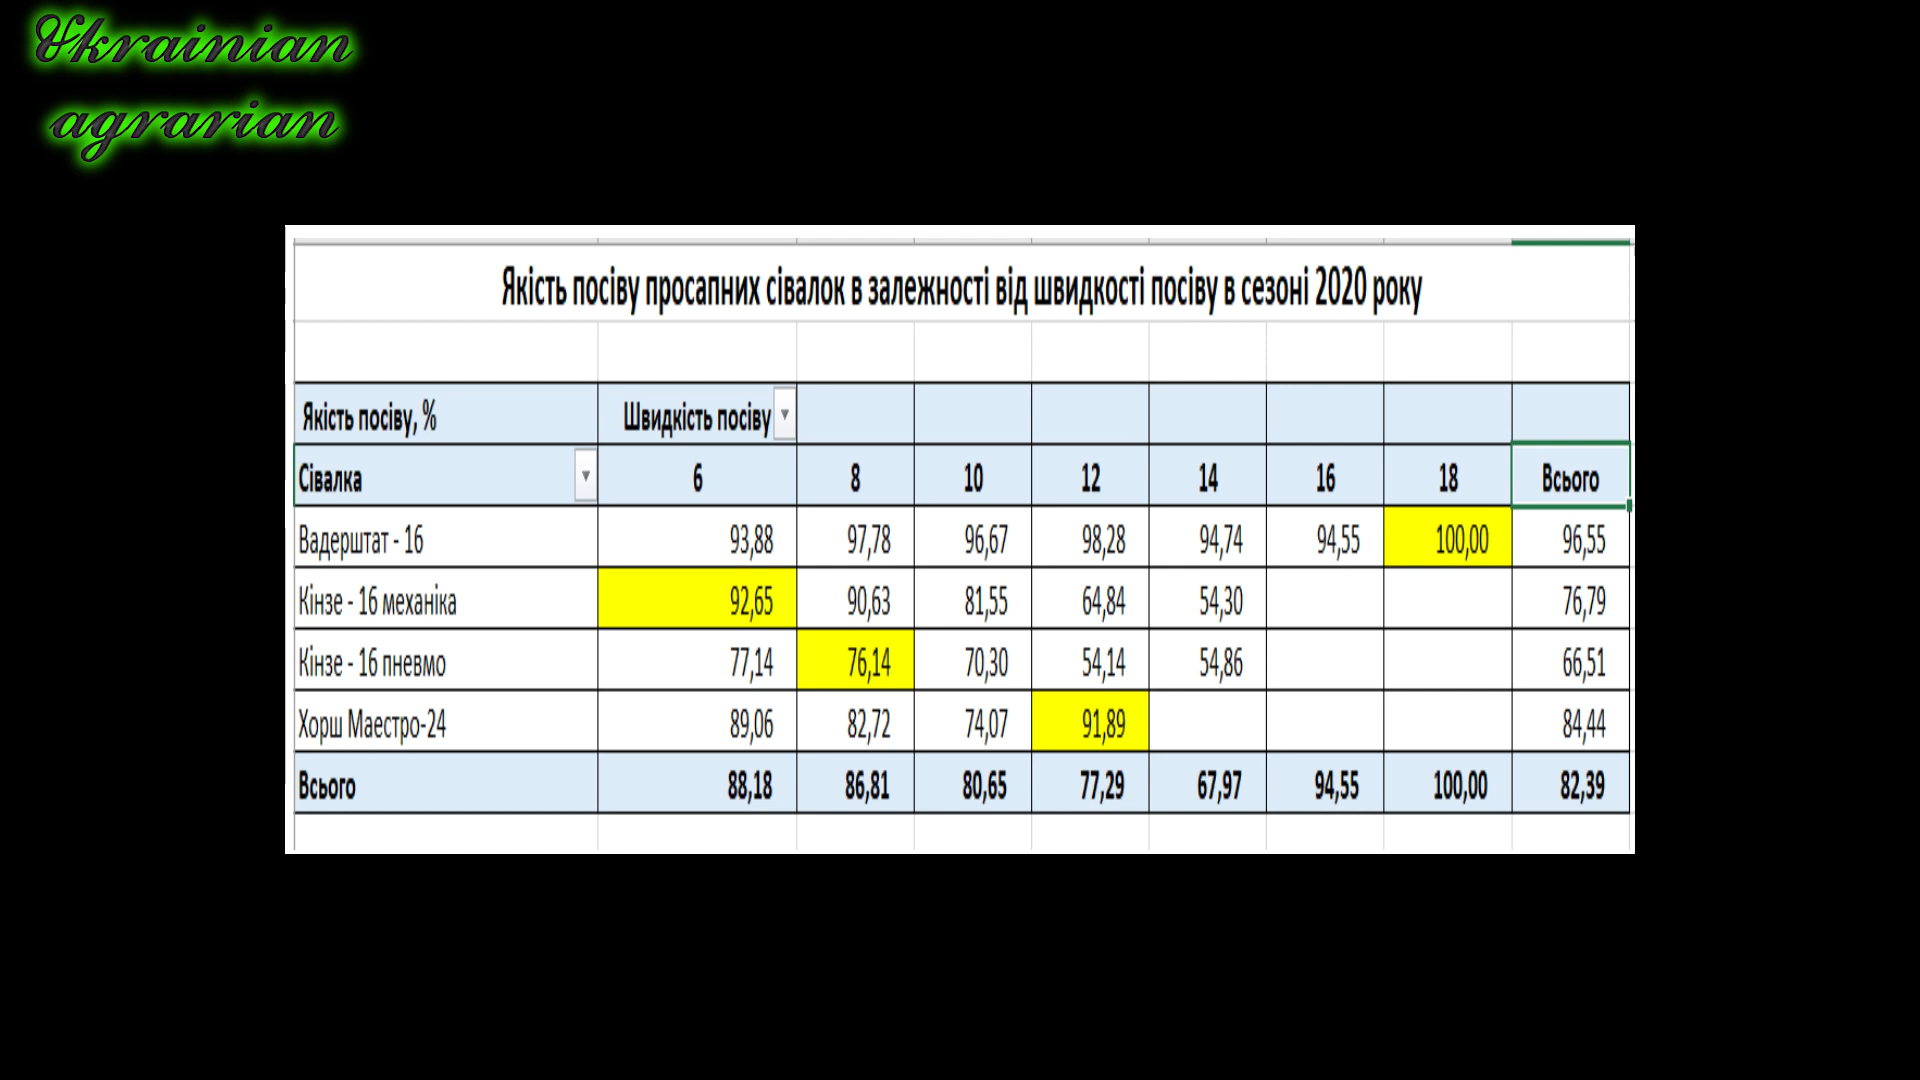 Ukrainian
agrarian
Якість посіву просапних сівалок в залежності від швидкості посіву в сезоні 2020 року
Якість посіву, % Швидкість посіву
Сівалка 6 8 10 12 14 16 18 Всього
Вадерштат - 16 93,88 97,78 96,67 98,28 94,74 94,55 100,00 96,55
Кінзе - 16 механіка 92,65 90,63 81,55 64,84 54,30 76,79
Кінзе - 16 пневмо 77,14 76,14 70,30 54,14 54,86 66,51
Хорш Маестро-24 89,06 82,72 74,07 91,89 84,44
Всього 88,18 86,81 80,65 77,29 67,97 94,55 100,00 82,39